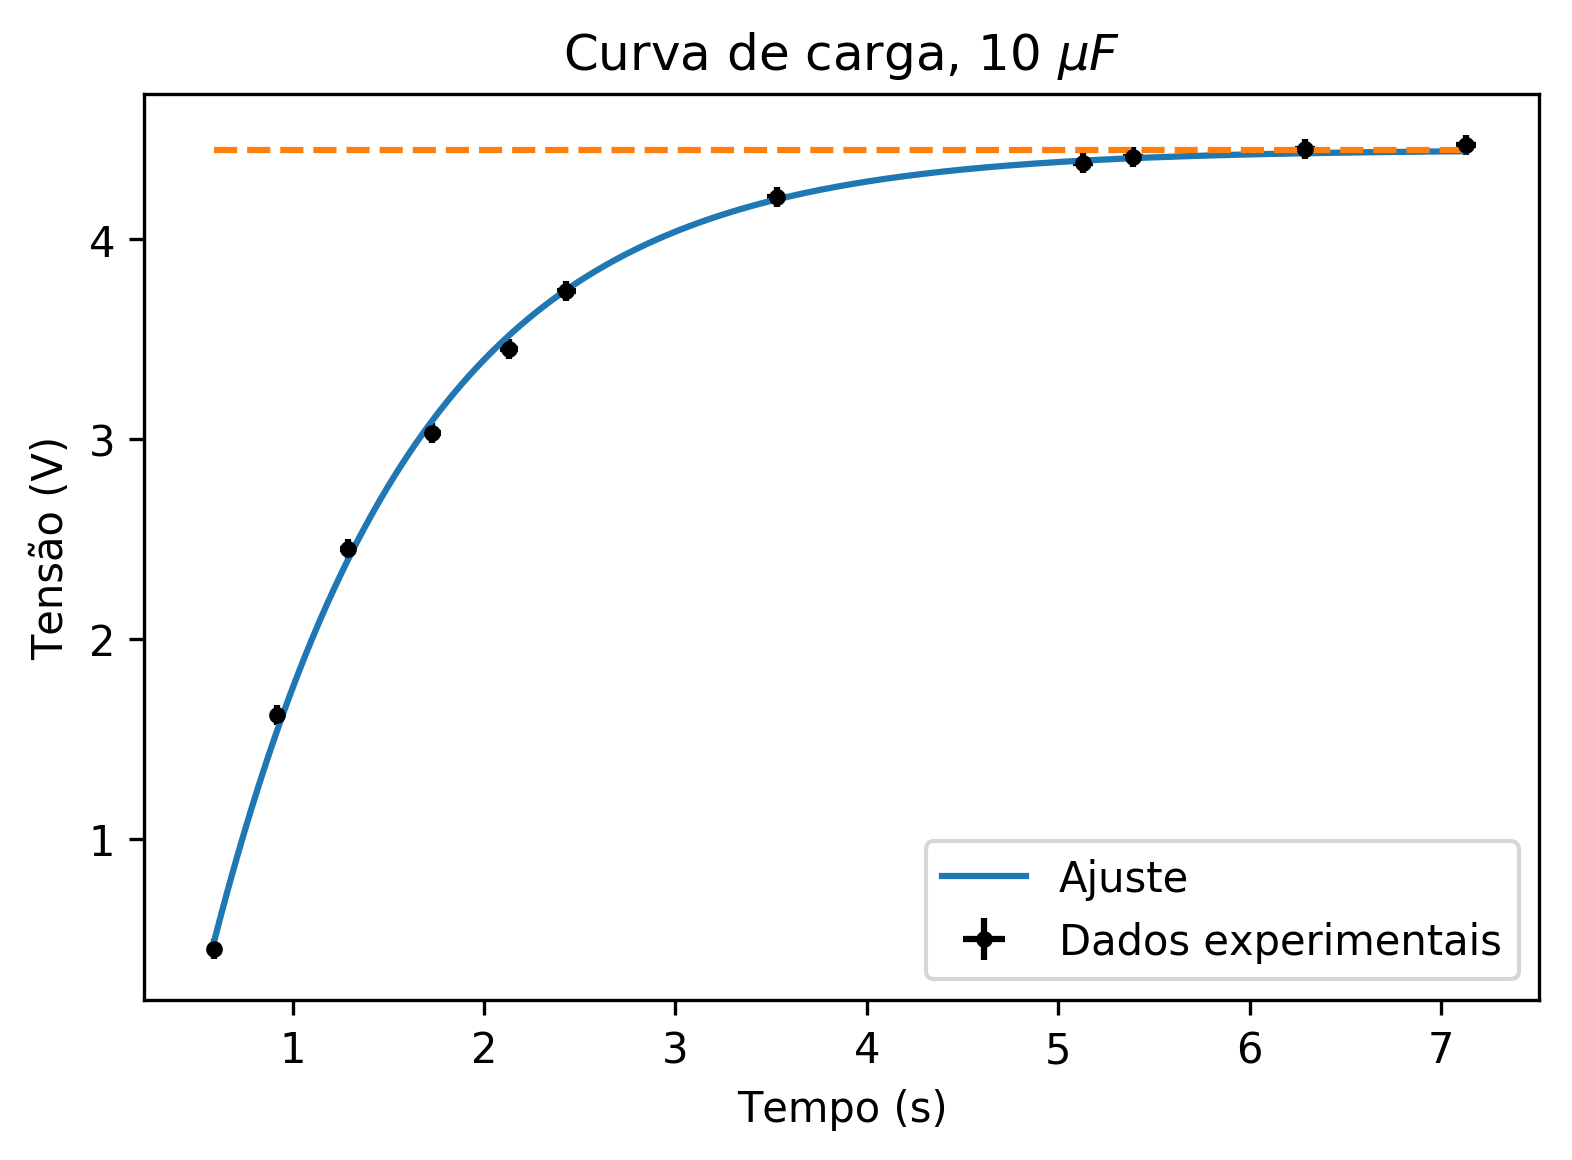 Curva de carga, 10 μF
Tensão (V)
4
3
2
1
1 2 3 4 5 6 7
Tempo (s)
Ajuste
Dados experimentais